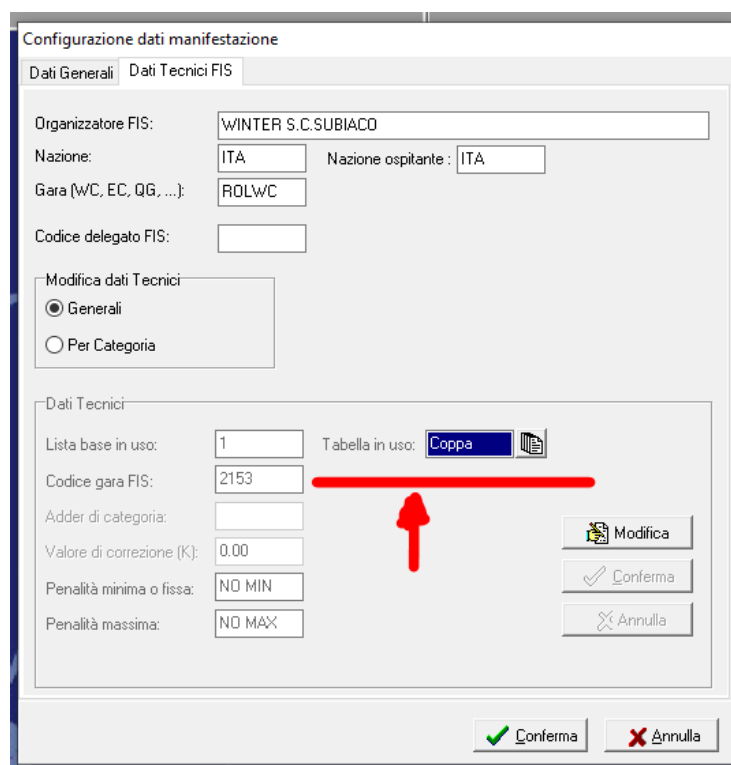 Configurazione dati manifestazione
Dati Generali Dati Tecnici FIS
Organizzatore FIS: WINTER S.C.SUBIACO
Nazione: ITA Nazione ospitante : ITA
Gara (WC, EC, QG, ...): ROLWC
Codice delegato FIS:
Modifica dati Tecnici
Generali
Per Categoria
Dati Tecnici
Lista base in uso: 1 Tabella in uso: Coppa
Codice gara FIS: 2153
Adder di categoria:
Modifica
Valore di correzione (K): 0.00
Conferma
Penalità minima o fissa: NO MIN
Penalità massima: NO MAX Annulla
Conferma Annulla